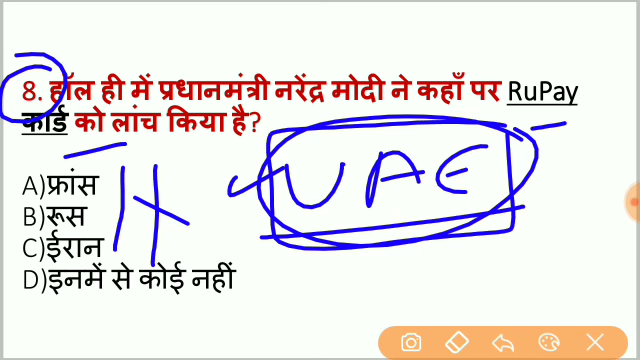 8. हॉल ही में प्रधानमंत्री नरेंद्र मोदी ने कहाँ पर RuPay
कार्ड को लांच किया है?
UAE
A)फ्रांस
B)रूस
C)ईरान
D)इनमें से कोई नहीं